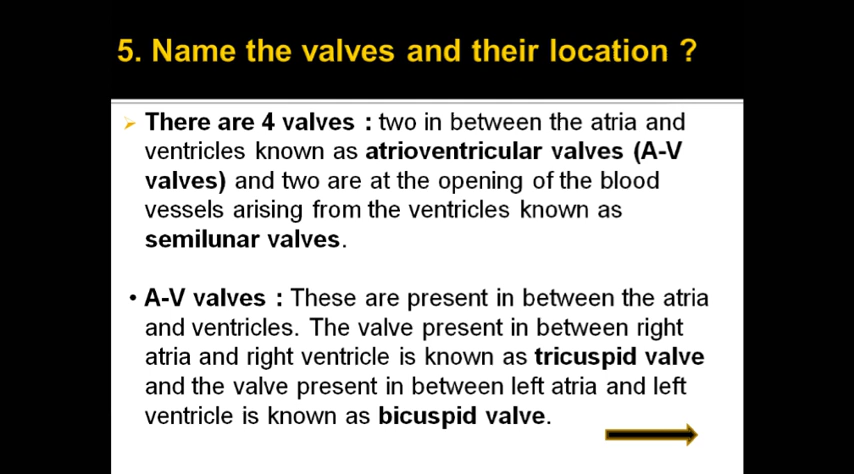 5. Name the valves and their location ?
There are 4 valves : two in between the atria and
ventricles known as atrioventricular valves (A-V
valves) and two are at the opening of the blood
vessels arising from the ventricles known as
semilunar valves.
• A-V valves : These are present in between the atria
and ventricles. The valve present in between right
atria and right ventricle is known as tricuspid valve
and the valve present in between left atria and left
ventricle is known as bicuspid valve.